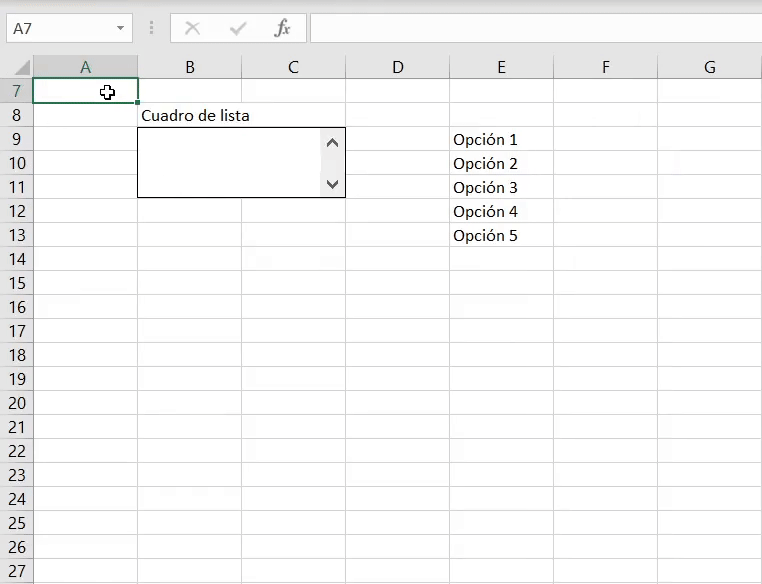 A7 fx
A B C D E F G
7
8 Cuadro de lista
9 Opción 1
10 Opción 2
11 Opción 3
12 Opción 4
13 Opción 5
14
15
16
17
18
19
20
21
22
23
24
25
26
27